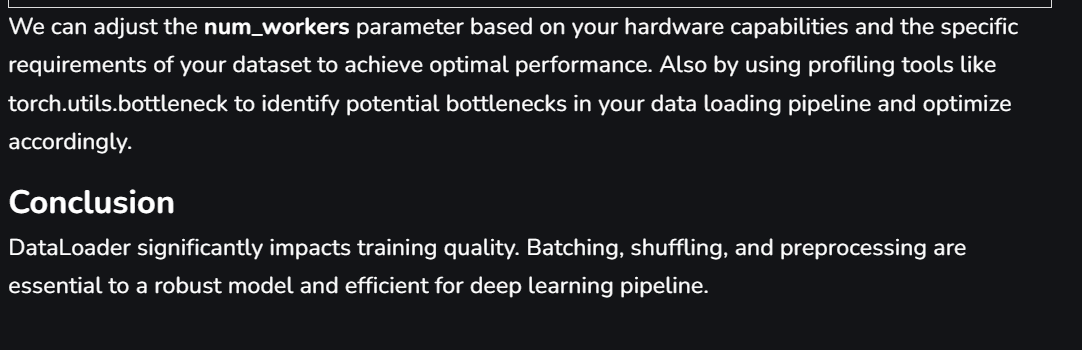 We can adjust the num_workers parameter based on your hardware capabilities and the specific
requirements of your dataset to achieve optimal performance. Also by using profiling tools like
torch.utils.bottleneck to identify potential bottlenecks in your data loading pipeline and optimize
accordingly.
Conclusion
DataLoader significantly impacts training quality. Batching, shuffling, and preprocessing are
essential to a robust model and efficient for deep learning pipeline.